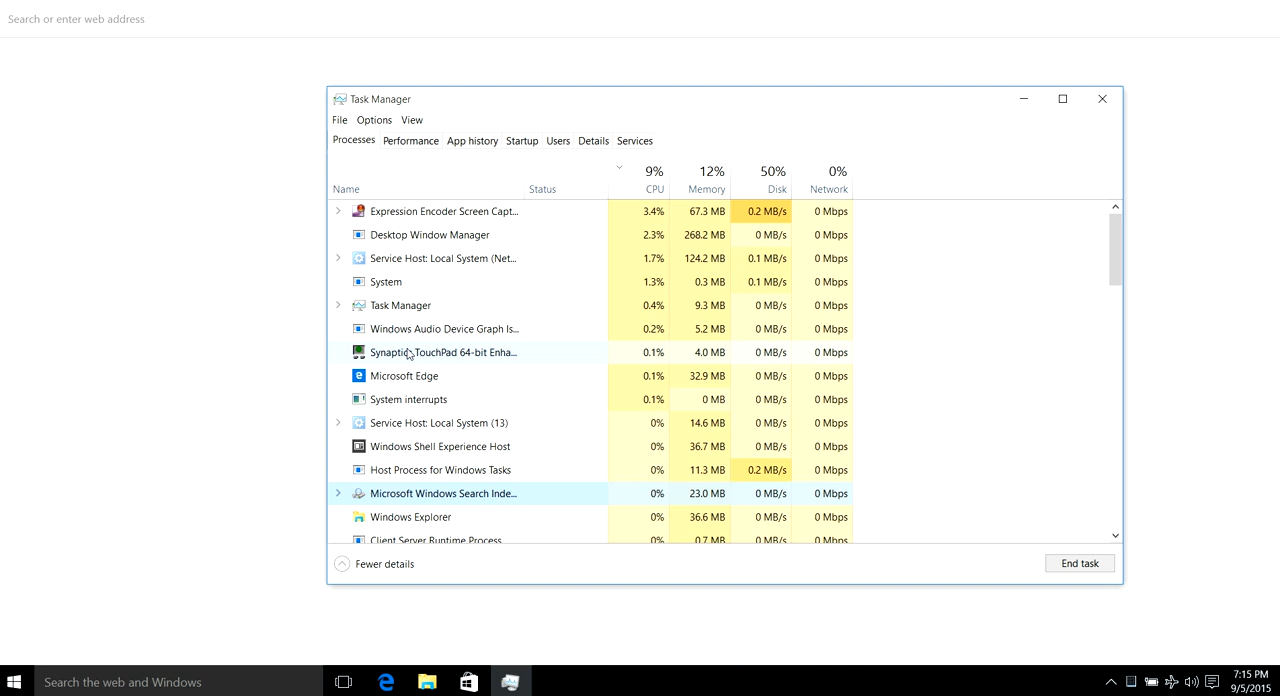 Search or enter web address
Task Manager
File Options View
Processes Performance App history Startup Users Details Services
9% 12% 50% 0%
Name Status CPU Memory Disk Network
Expression Encoder Screen Capt... 3.4% 67.3 MB 0.2 MB/s 0 Mbps
Desktop Window Manager 2.3% 268.2 MB 0 MB/s 0 Mbps
Service Host: Local System (Net... 1.7% 124.2 MB 0.1 MB/s 0 Mbps
System 1.3% 0.3 MB 0.1 MB/s 0 Mbps
Task Manager 0.4% 9.3 MB 0 MB/s 0 Mbps
Windows Audio Device Graph Is... 0.2% 5.2 MB 0 MB/s 0 Mbps
Synaptics TouchPad 64-bit Enha... 0.1% 4.0 MB 0 MB/s 0 Mbps
Microsoft Edge 0.1% 32.9 MB 0 MB/s 0 Mbps
System interrupts 0.1% 0 MB 0 MB/s 0 Mbps
Service Host: Local System (13) 0% 14.6 MB 0 MB/s 0 Mbps
Windows Shell Experience Host 0% 36.7 MB 0 MB/s 0 Mbps
Host Process for Windows Tasks 0% 11.3 MB 0.2 MB/s 0 Mbps
Microsoft Windows Search Inde... 0% 23.0 MB 0 MB/s 0 Mbps
Windows Explorer 0% 36.6 MB 0 MB/s 0 Mbps
Client Server Runtime Process 0% 0.7 MB 0 MB/s 0 Mbps
Fewer details End task
Search the web and Windows
7:15 PM
9/5/2015